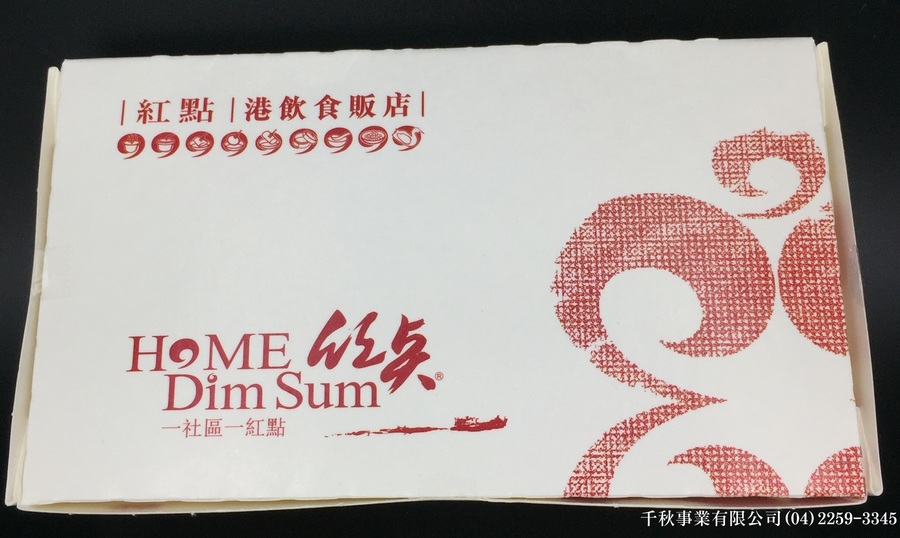 |紅點|港飲食販店|
HOME 红点®
Dim Sum
一社區一紅點
千秋事業有限公司(04)2259-3345